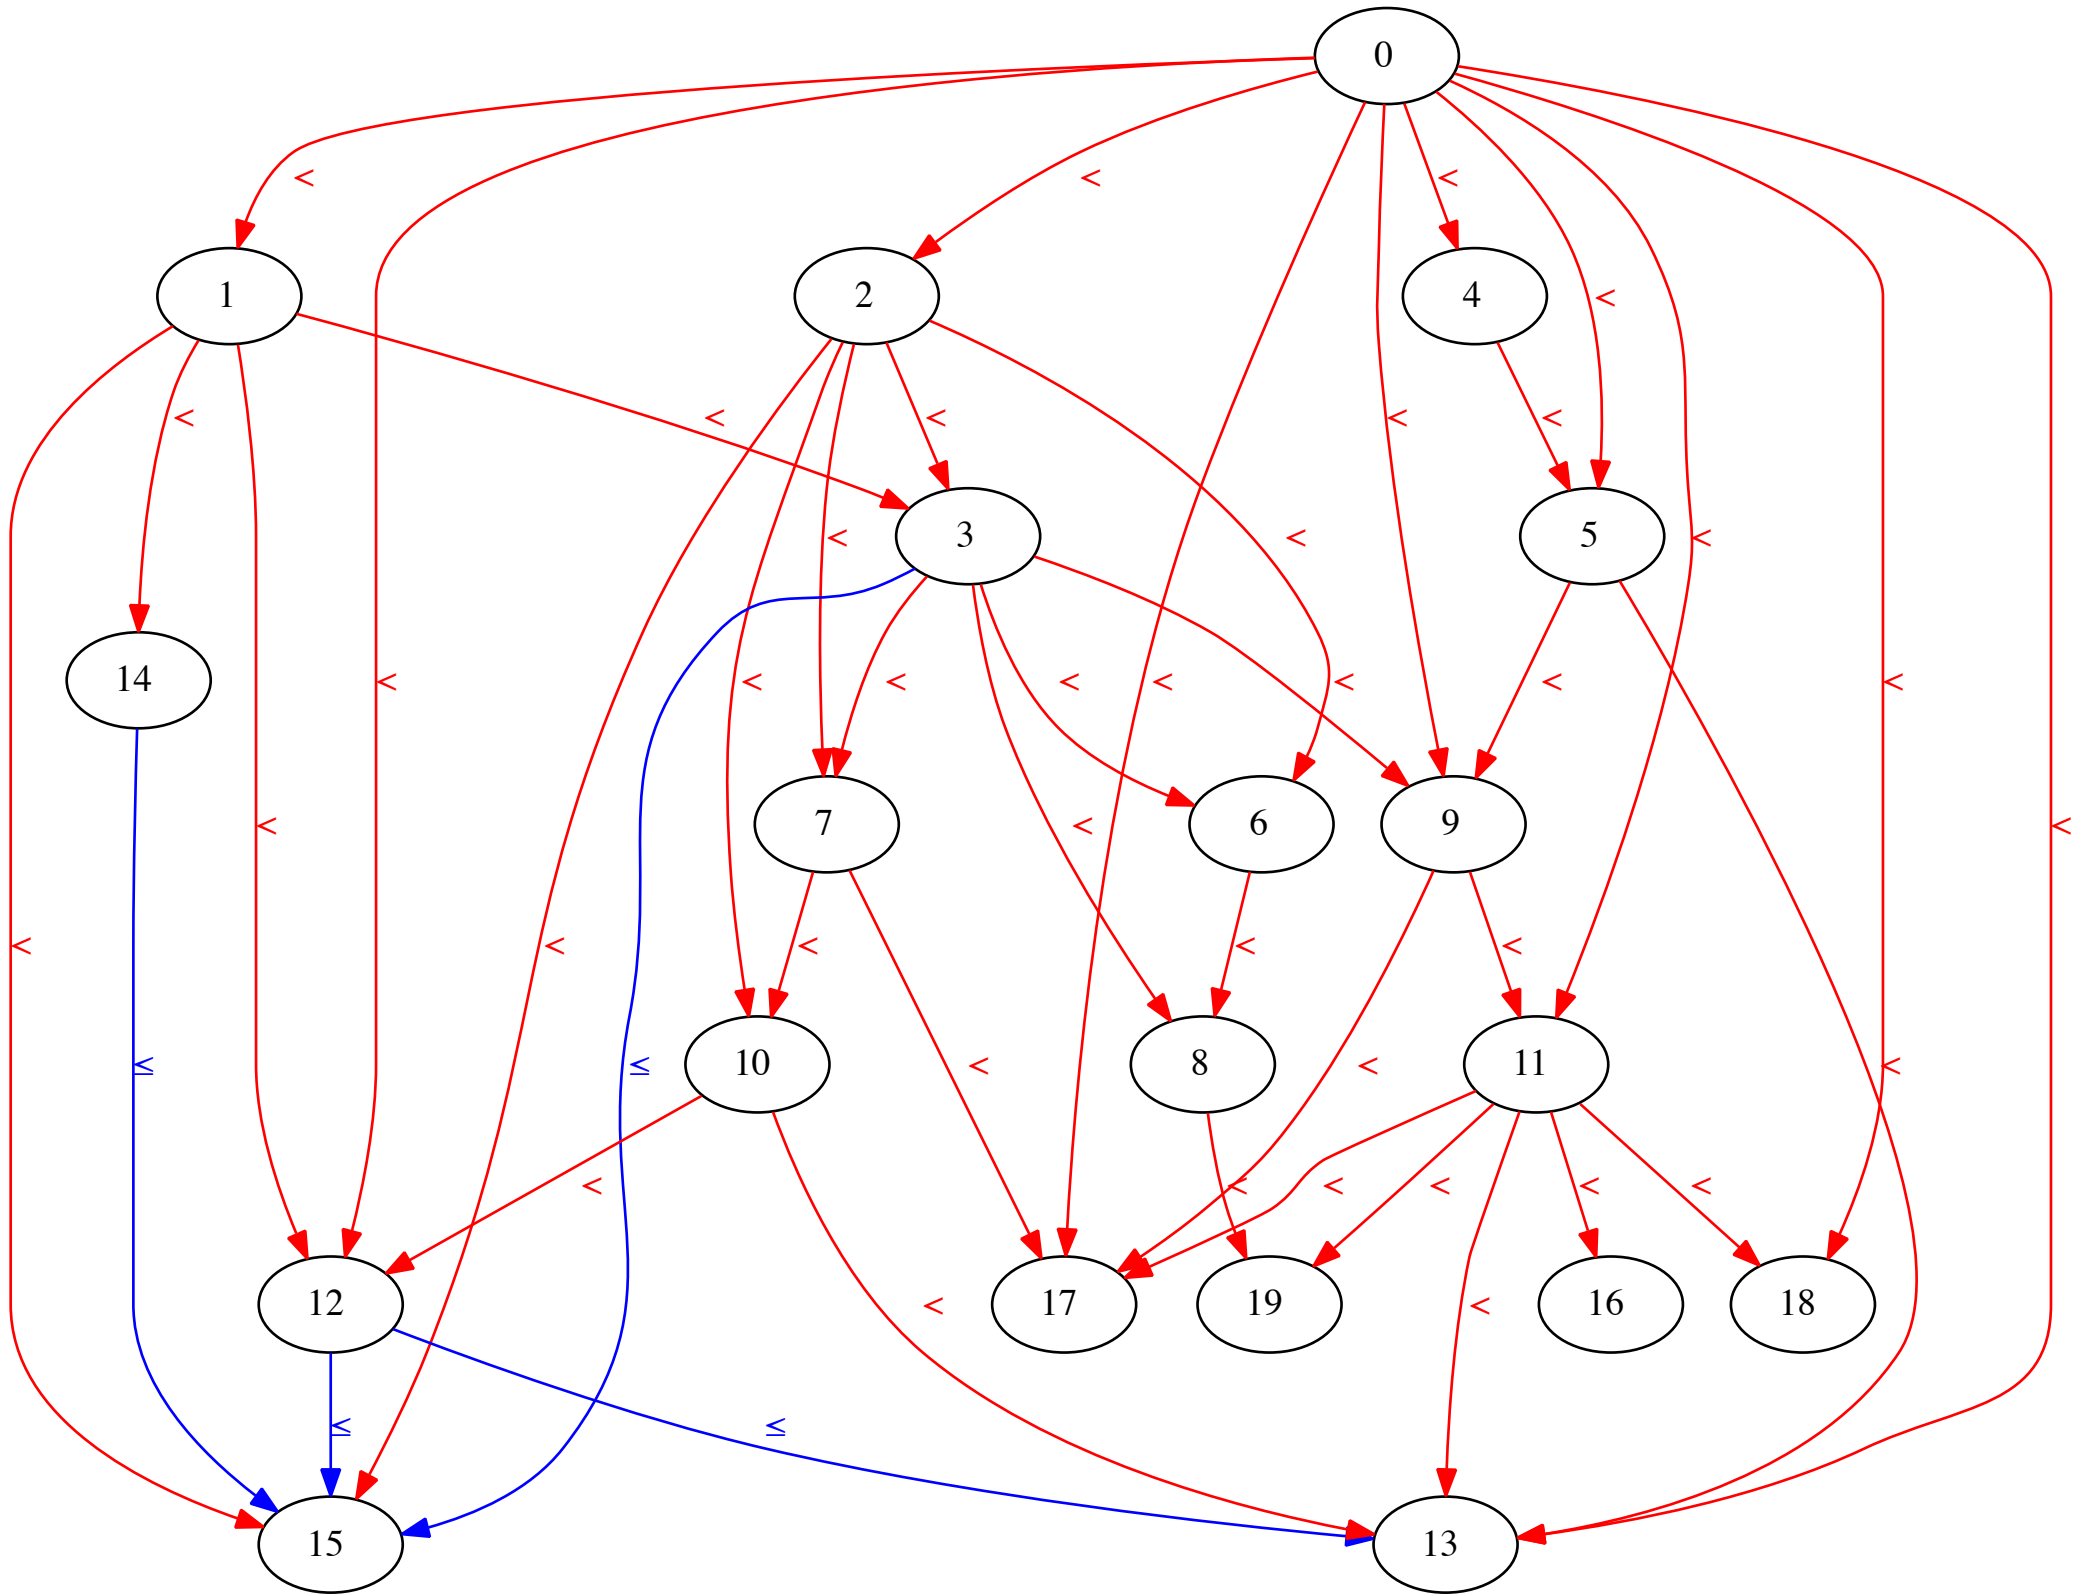 0
< < <
1 2 4 <
< < < < <
3 5
< < < <
14
< < < < < < < < <
7 6 9
< < <
< < < <
10 8 11
≤ ≤ < < <
< < < < < <
12 17 19 16 18
< <
≤ ≤
15 13